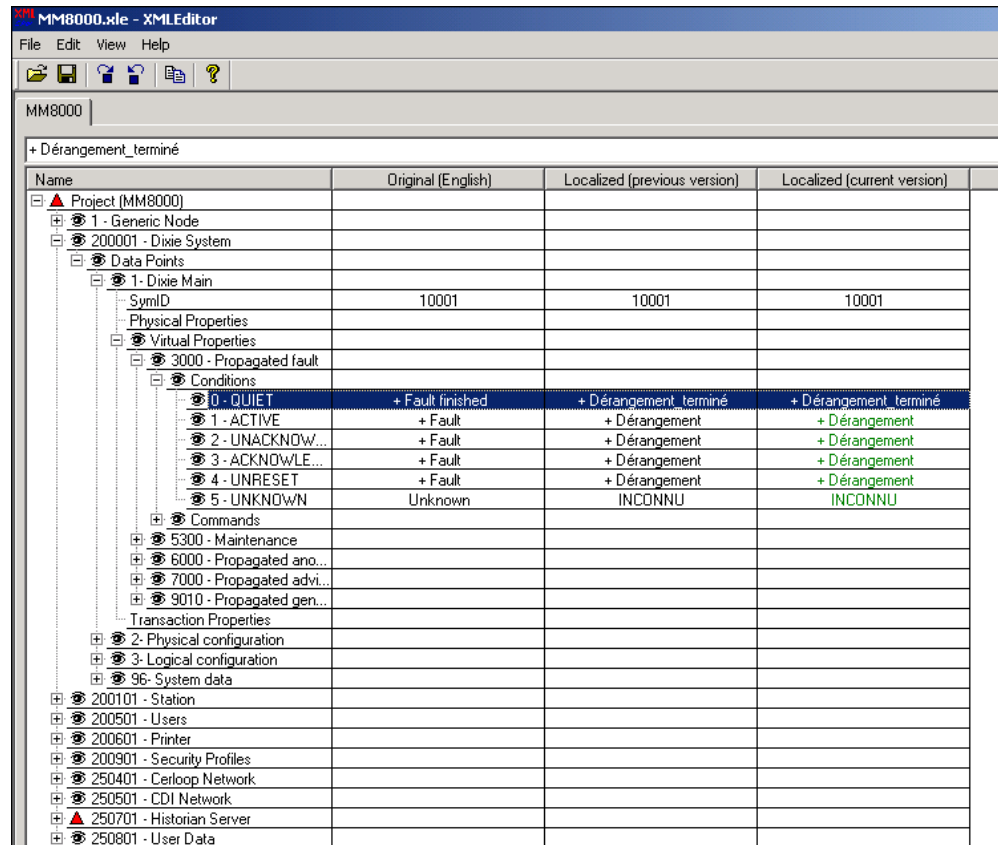 XML MM8000.xle - XMLEditor
File Edit View Help
MM8000
+ Dérangement_terminé
Name Original (English) Localized (previous version) Localized (current version)
Project (MM8000)
1 - Generic Node
200001 - Dixie System
Data Points
1- Dixie Main
SymID 10001 10001 10001
Physical Properties
Virtual Properties
3000 - Propagated fault
Conditions
0 - QUIET + Fault finished + Dérangement_terminé + Dérangement_terminé
1 - ACTIVE + Fault + Dérangement + Dérangement
2 - UNACKNOW... + Fault + Dérangement + Dérangement
3 - ACKNOWLE... + Fault + Dérangement + Dérangement
4 - UNRESET + Fault + Dérangement + Dérangement
5 - UNKNOWN Unknown INCONNU INCONNU
Commands
5300 - Maintenance
6000 - Propagated ano...
7000 - Propagated advi...
9010 - Propagated gen...
Transaction Properties
2- Physical configuration
3- Logical configuration
96- System data
200101 - Station
200501 - Users
200601 - Printer
200901 - Security Profiles
250401 - Cerloop Network
250501 - CDI Network
250701 - Historian Server
250801 - User Data